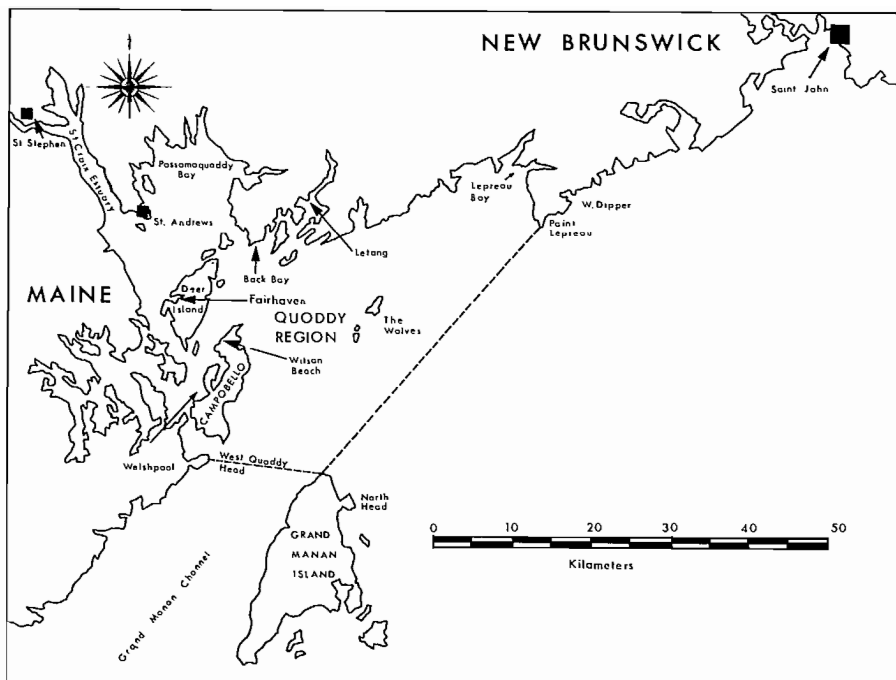 NEW BRUNSWICK
Saint John
St Stephen
St Croix Estuary
Passamaquoddy
Bay
Lepreau
Bay
W. Dipper
St. Andrews
Point
Lepreau
Letang
Back Bay
MAINE
Deer
Island
Fairhaven
QUODDY
REGION
The
Wolves
Wilson
Beach
CAMPOBELLO
Welshpool
West Quoddy
Head
North
Head
GRAND
MANAN
ISLAND
0 10 20 30 40 50
Kilometers
Grand Manan Channel